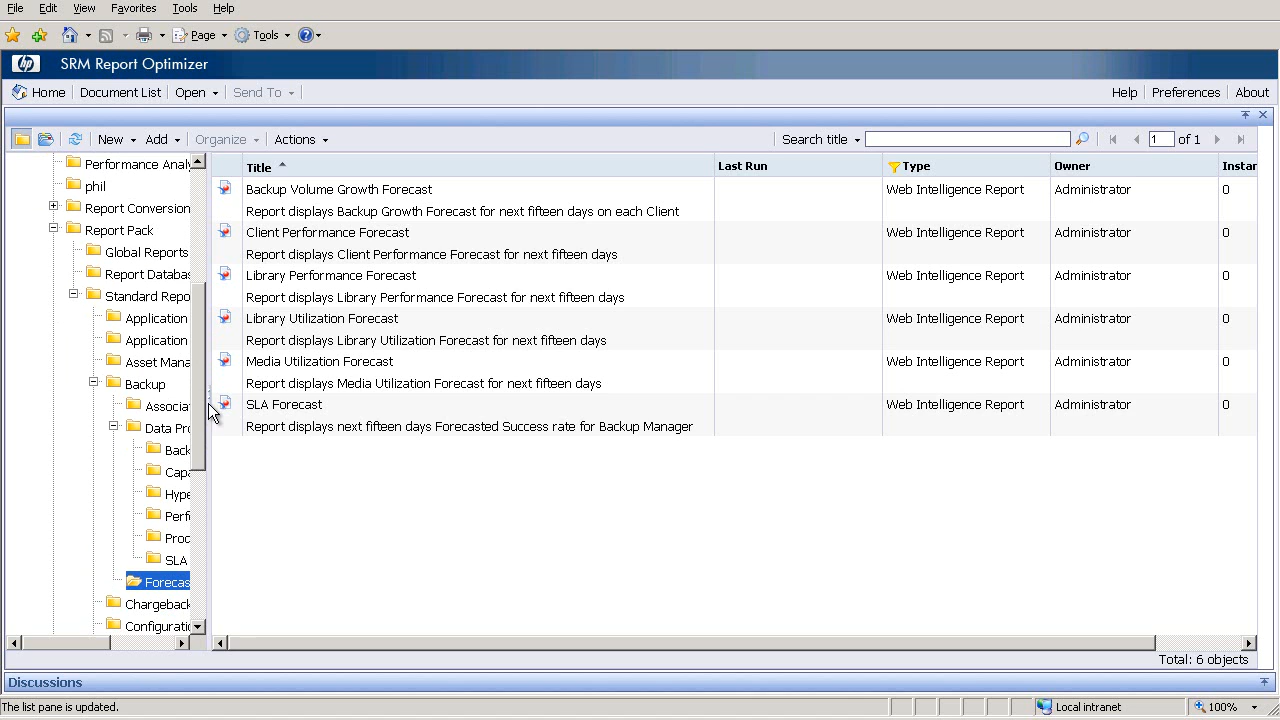 File Edit View Favorites Tools Help
Page Tools
hp SRM Report Optimizer
Home Document List Open Send To Help Preferences About
New Add Organize Actions Search title 1 of 1
Performance Analy
phil
Report Conversion
Report Pack
Global Reports
Report Databas
Standard Repo
Application
Application
Asset Mana
Backup
Associa
Data Pro
Back
Capa
Hype
Perf
Proc
SLA
Forecas
Chargeback
Configuratio
Title Last Run Type Owner Instan
Backup Volume Growth Forecast Web Intelligence Report Administrator 0
Report displays Backup Growth Forecast for next fifteen days on each Client
Client Performance Forecast Web Intelligence Report Administrator 0
Report displays Client Performance Forecast for next fifteen days
Library Performance Forecast Web Intelligence Report Administrator 0
Report displays Library Performance Forecast for next fifteen days
Library Utilization Forecast Web Intelligence Report Administrator 0
Report displays Library Utilization Forecast for next fifteen days
Media Utilization Forecast Web Intelligence Report Administrator 0
Report displays Media Utilization Forecast for next fifteen days
SLA Forecast Web Intelligence Report Administrator 0
Report displays next fifteen days Forecasted Success rate for Backup Manager
Total: 6 objects
Discussions
The list pane is updated. Local intranet 100%